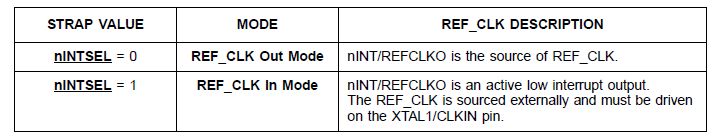 STRAP VALUE MODE REF_CLK DESCRIPTION
nINTSEL = 0 REF_CLK Out Mode nINT/REFCLKO is the source of REF_CLK.
nINTSEL = 1 REF_CLK In Mode nINT/REFCLKO is an active low interrupt output.
The REF_CLK is sourced externally and must be driven
on the XTAL1/CLKIN pin.